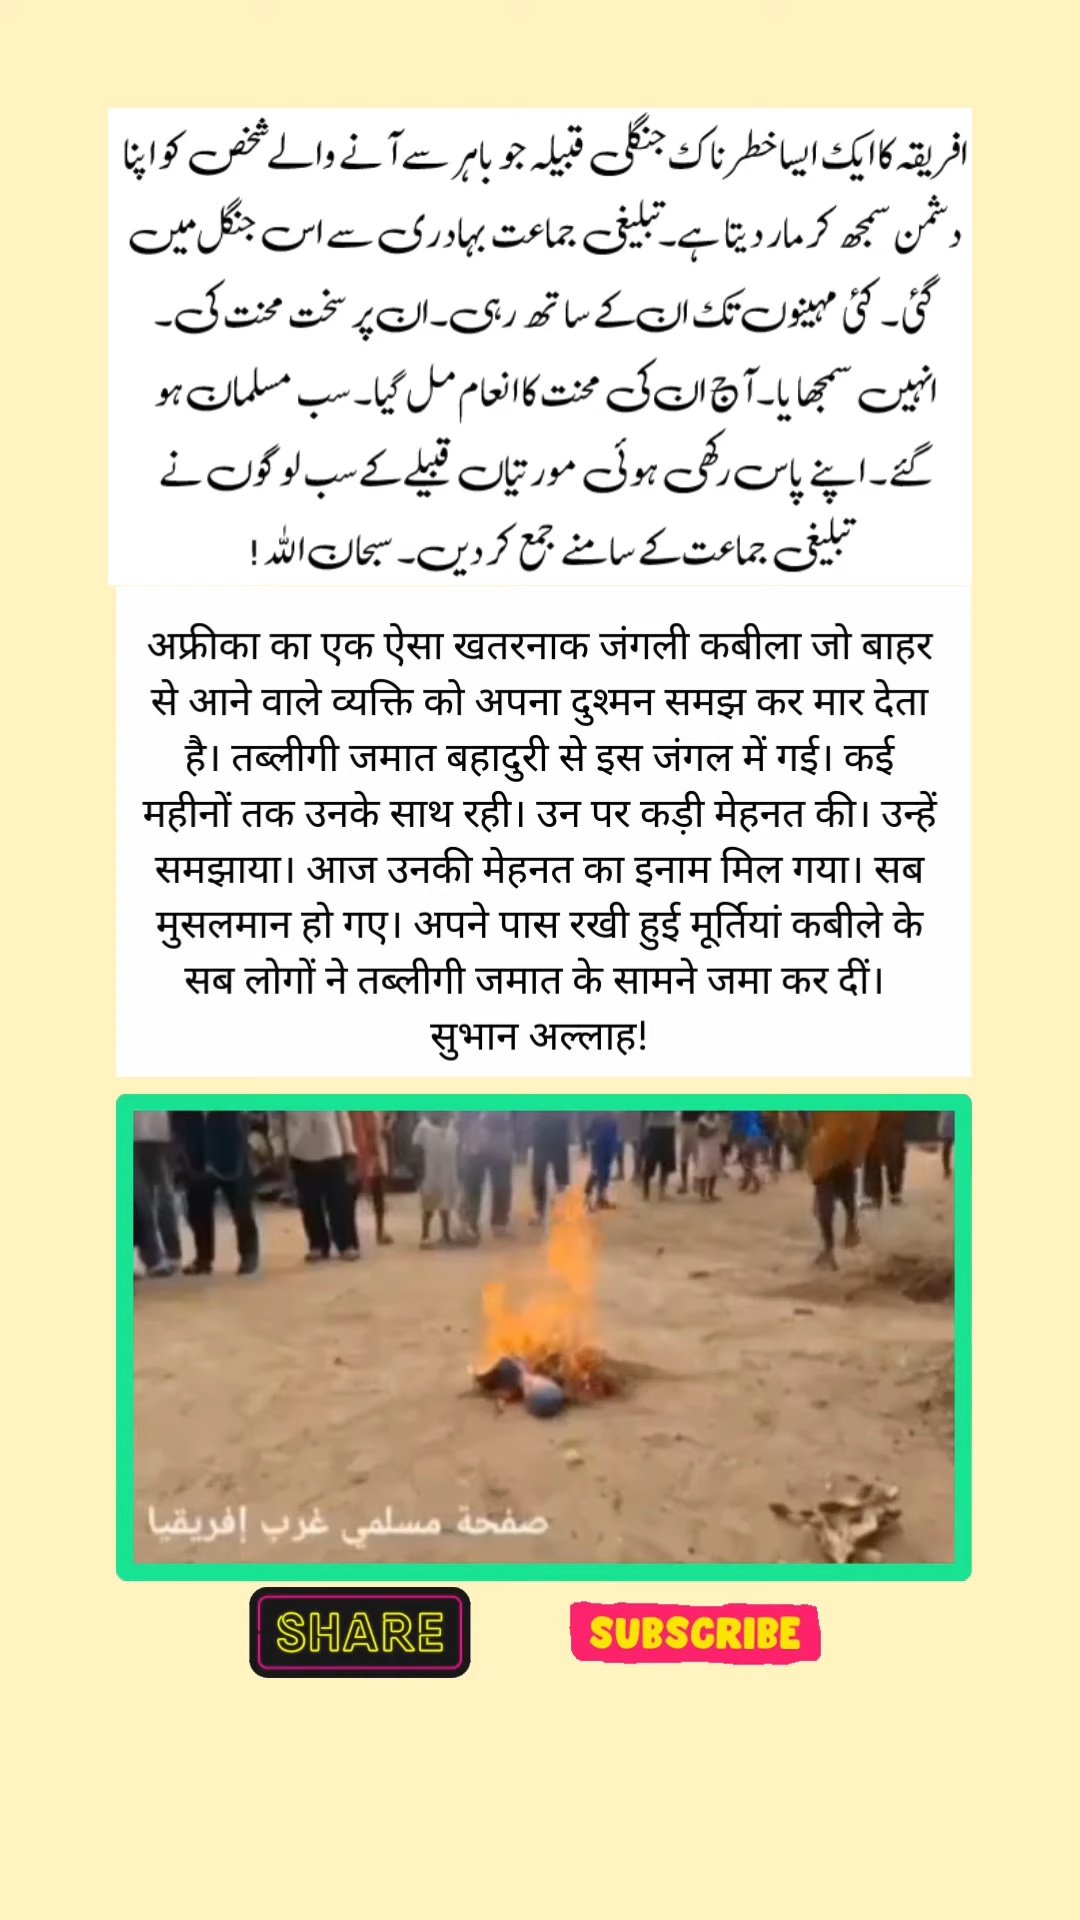 افریقہ کا ایک ایسا خطرناک جنگلی قبیلہ جو باہر سے آنے والے شخص کو اپنا
دشمن سمجھ کر مار دیتا ہے۔ تبلیغی جماعت بہادری سے اس جنگل میں
گئی۔ کئی مہینوں تک ان کے ساتھ رہی۔ ان پر سخت محنت کی۔
انہیں سمجھایا۔ آج ان کی محنت کا انعام مل گیا۔ سب مسلمان ہو
گئے۔ اپنے پاس رکھی ہوئی مورتیاں قبیلے کے سب لوگوں نے
تبلیغی جماعت کے سامنے جمع کر دیں۔ سبحان اللہ!
अफ्रीका का एक ऐसा खतरनाक जंगली कबीला जो बाहर
से आने वाले व्यक्ति को अपना दुश्मन समझ कर मार देता
है। तब्लीगी जमात बहादुरी से इस जंगल में गई। कई
महीनों तक उनके साथ रही। उन पर कड़ी मेहनत की। उन्हें
समझाया। आज उनकी मेहनत का इनाम मिल गया। सब
मुसलमान हो गए। अपने पास रखी हुई मूर्तियां कबीले के
सब लोगों ने तब्लीगी जमात के सामने जमा कर दीं।
सुभान अल्लाह!
صفحة مسلمي غرب إفريقيا
SHARE
SUBSCRIBE